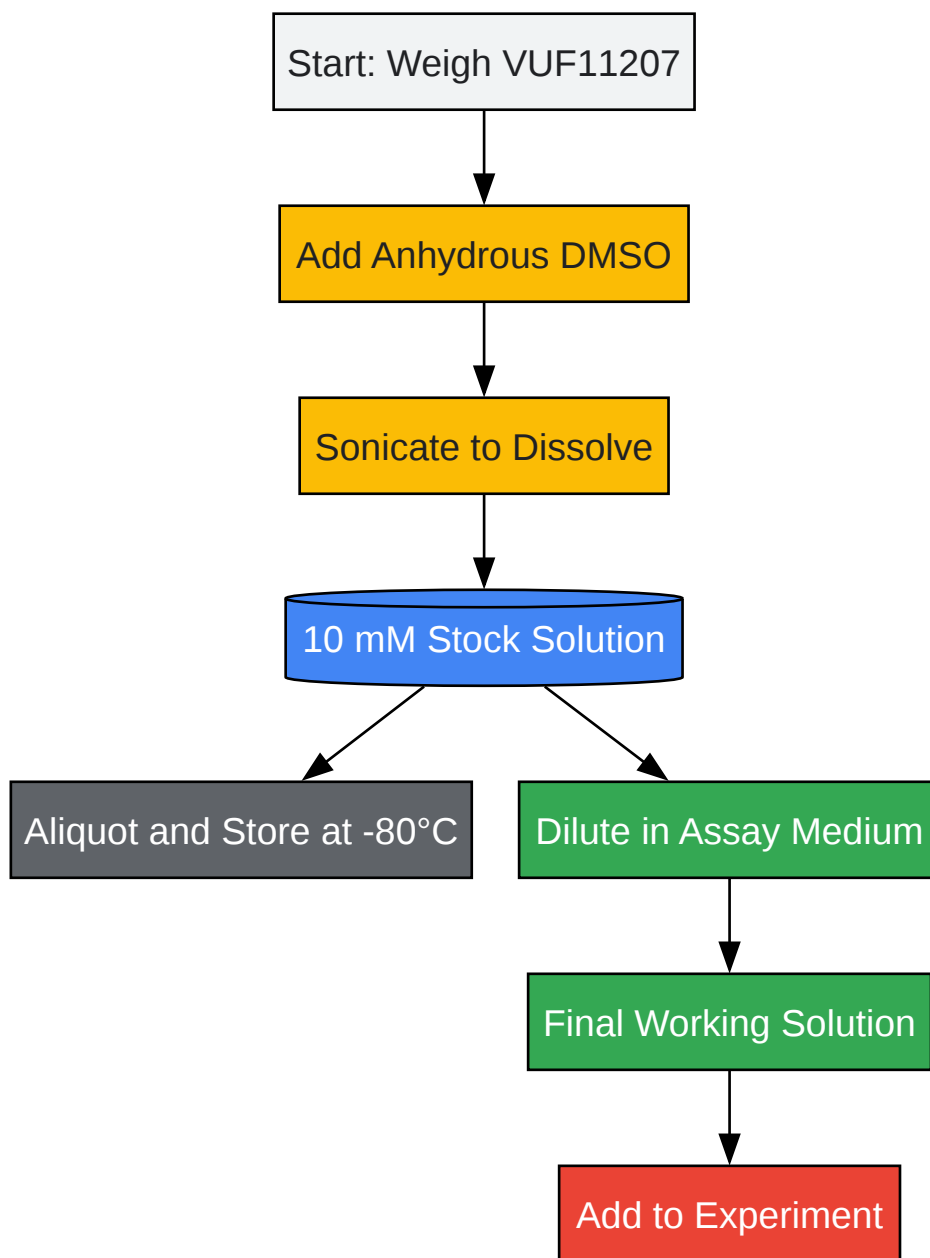 Start: Weigh VUF11207
Add Anhydrous DMSO
Sonicate to Dissolve
10 mM Stock Solution
Aliquot and Store at -80°C
Dilute in Assay Medium
Final Working Solution
Add to Experiment